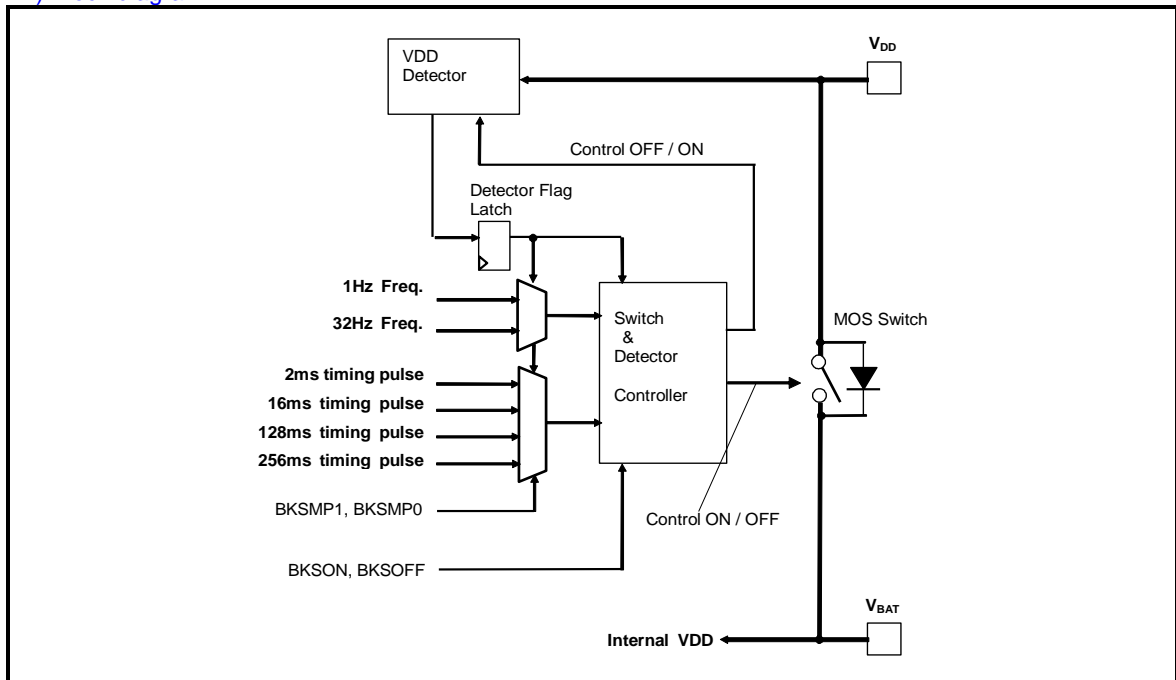 VDD
VDD
Detector
Control OFF / ON
Detector Flag
Latch
1Hz Freq.
32Hz Freq.
Switch
&
Detector
Controller
MOS Switch
2ms timing pulse
16ms timing pulse
128ms timing pulse
256ms timing pulse
BKSMP1, BKSMP0
Control ON / OFF
BKSON, BKSOFF
VBAT
Internal VDD